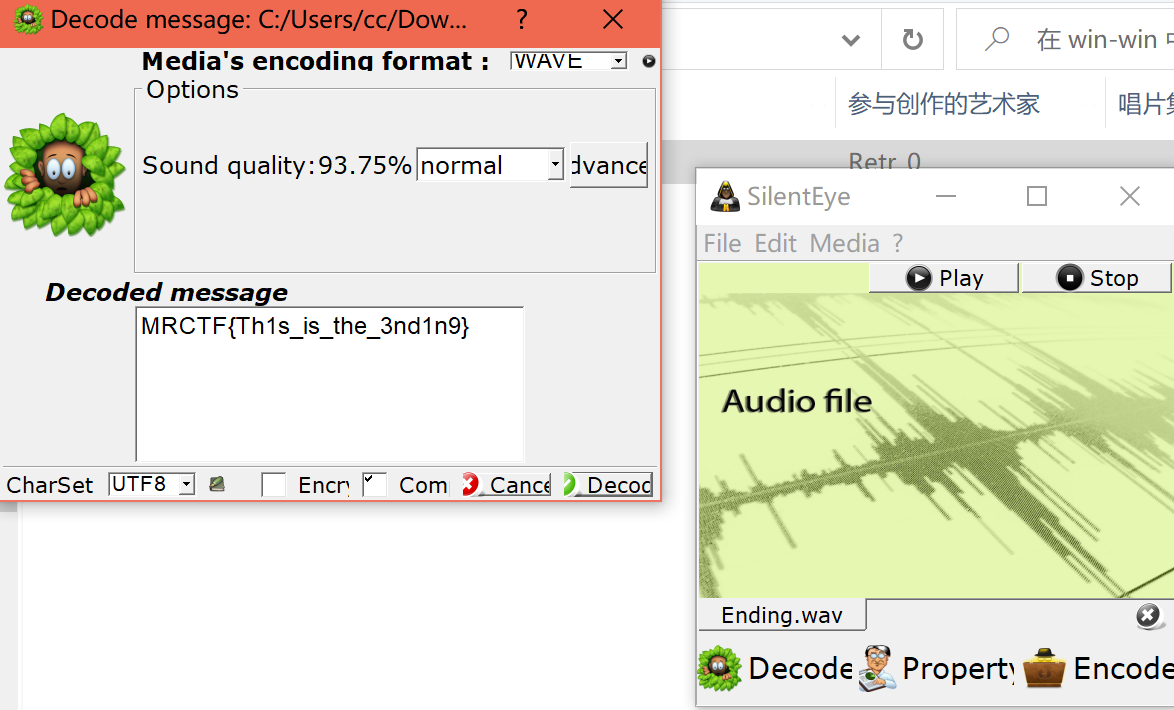 Decode message: C:/Users/cc/Dow...
?
Media's encoding format :
WAVE
Options
Sound quality:93.75%
normal
dvance
Decoded message
MRCTF{Th1s_is_the_3nd1n9}
CharSet
UTF8
Encry
Com
Cance
Decod
在 win-win
参与创作的艺术家
唱片
Retr 0
SilentEye
File Edit Media ?
Play
Stop
Audio file
Ending.wav
Decode
Property
Encode